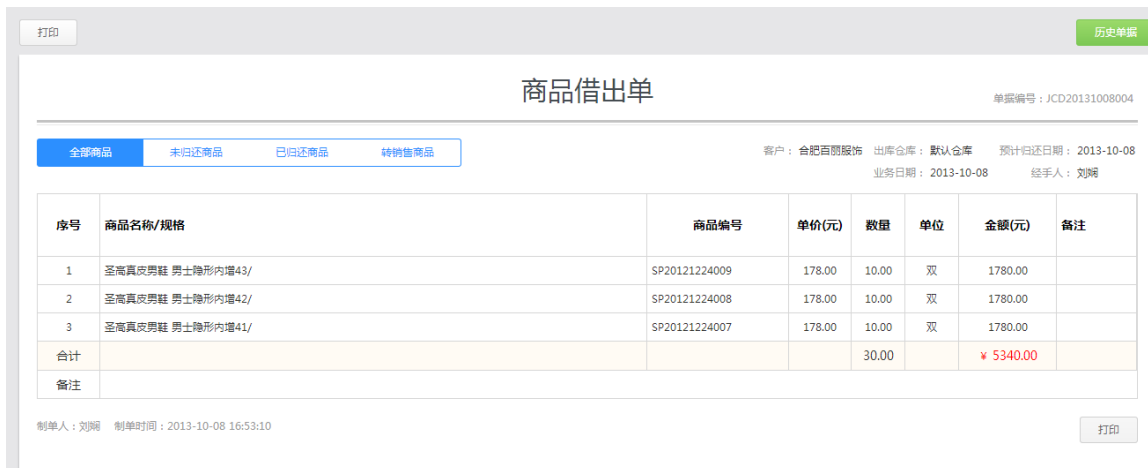 打印 历史单据
商品借出单
单据编号：JCD20131008004
全部商品 未归还商品 已归还商品 转销售商品
客户： 合肥百丽服饰 出库仓库： 默认仓库 预计归还日期： 2013-10-08
业务日期： 2013-10-08 经手人： 刘娴
序号 商品名称/规格 商品编号 单价(元) 数量 单位 金额(元) 备注
1 圣高真皮男鞋 男士隐形内增43/ SP20121224009 178.00 10.00 双 1780.00
2 圣高真皮男鞋 男士隐形内增42/ SP20121224008 178.00 10.00 双 1780.00
3 圣高真皮男鞋 男士隐形内增41/ SP20121224007 178.00 10.00 双 1780.00
合计 30.00 ¥ 5340.00
备注
制单人：刘娴 制单时间：2013-10-08 16:53:10
打印